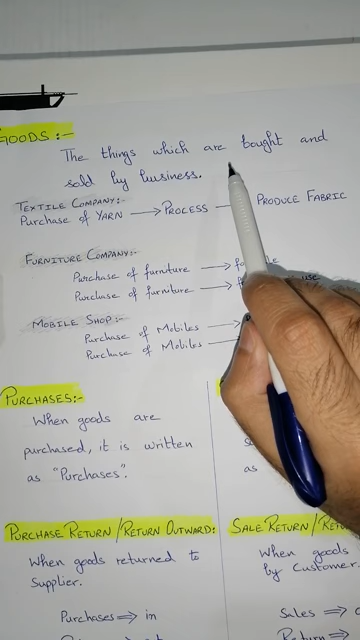 GOODS:-
The things which are bought and
sold by business.
TEXTILE COMPANY:-
Purchase of YARN → PROCESS — PRODUCE FABRIC
FURNITURE COMPANY:-
Purchase of furniture →
Purchase of furniture → use
MOBILE SHOP:-
Purchase of Mobiles →
Purchase of Mobiles —
PURCHASES:-
When goods are
purchased, it is written
as "Purchases".
as
PURCHASE RETURN/RETURN OUTWARD:
When goods returned to
Supplier.
Purchases ⇒ in
SALE RETURN/
When goods
by Customer.
Sales ⇒
Return ⇒